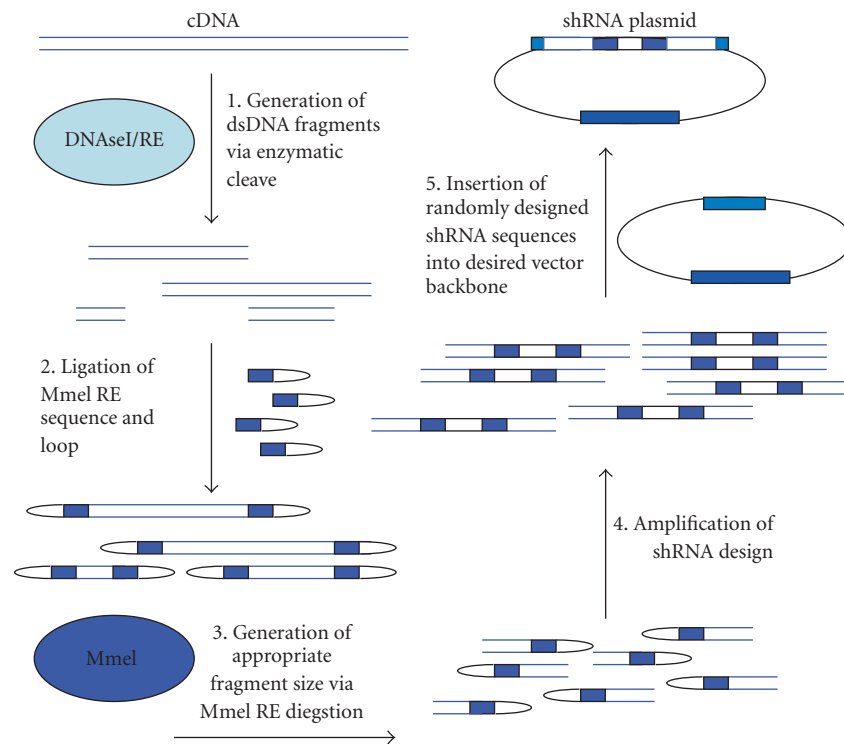 cDNA
DNAseI/RE
1. Generation of
dsDNA fragments
via enzymatic
cleave
2. Ligation of
MmeI RE
sequence and
loop
MmeI
3. Generation of
appropriate
fragment size via
MmeI RE diegstion
4. Amplification of
shRNA design
5. Insertion of
randomly designed
shRNA sequences
into desired vector
backbone
shRNA plasmid